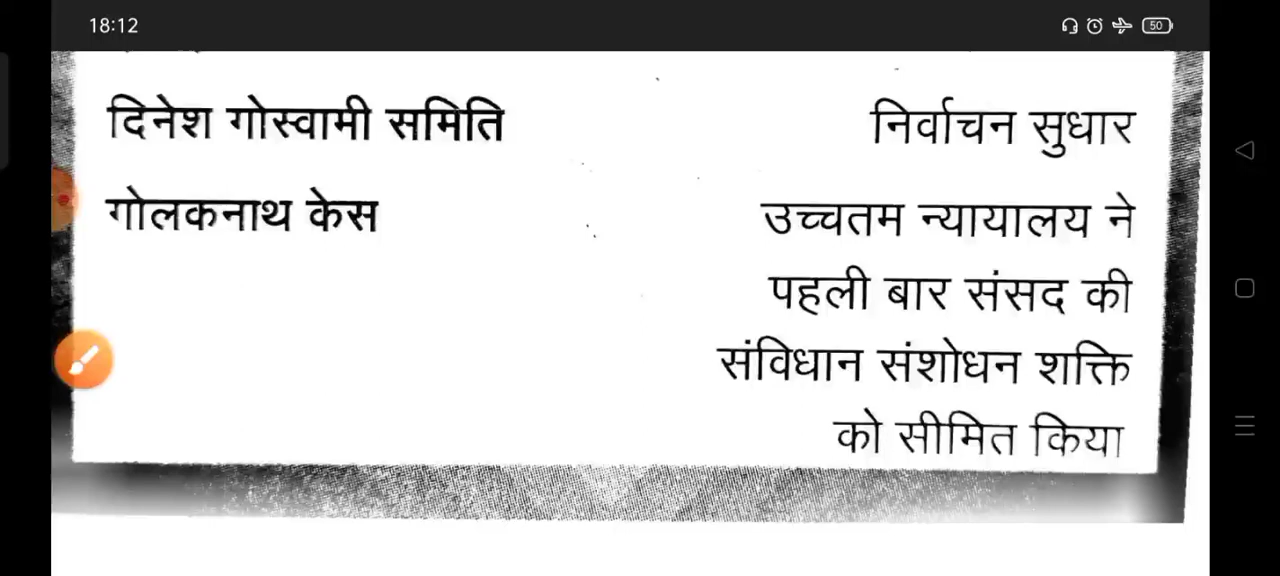 18:12
50
दिनेश गोस्वामी समिति निर्वाचन सुधार
गोलकनाथ केस उच्चतम न्यायालय ने
पहली बार संसद की
संविधान संशोधन शक्ति
को सीमित किया